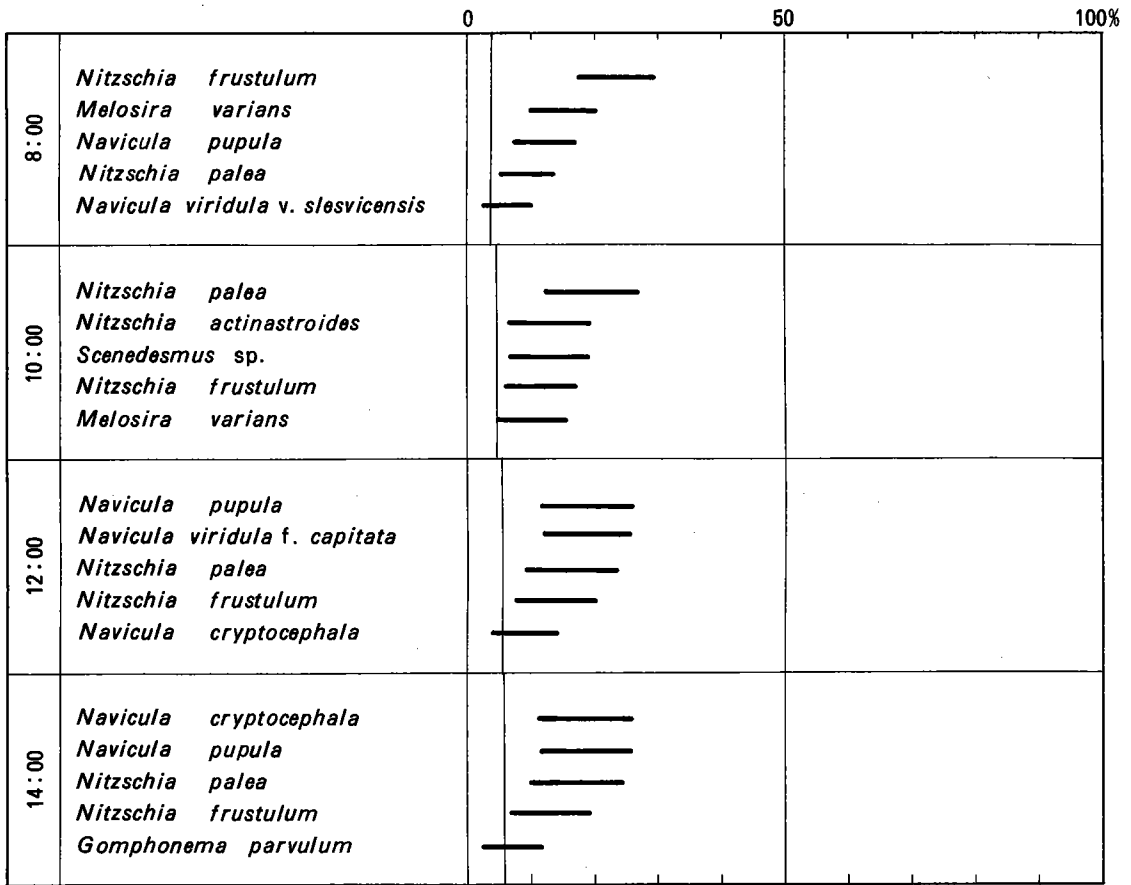 0 50 100%
8:00
Nitzschia frustulum
Melosira varians
Navicula pupula
Nitzschia palea
Navicula viridula v. slesvicensis
10:00
Nitzschia palea
Nitzschia actinastroides
Scenedesmus sp.
Nitzschia frustulum
Melosira varians
12:00
Navicula pupula
Navicula viridula f. capitata
Nitzschia palea
Nitzschia frustulum
Navicula cryptocephala
14:00
Navicula cryptocephala
Navicula pupula
Nitzschia palea
Nitzschia frustulum
Gomphonema parvulum